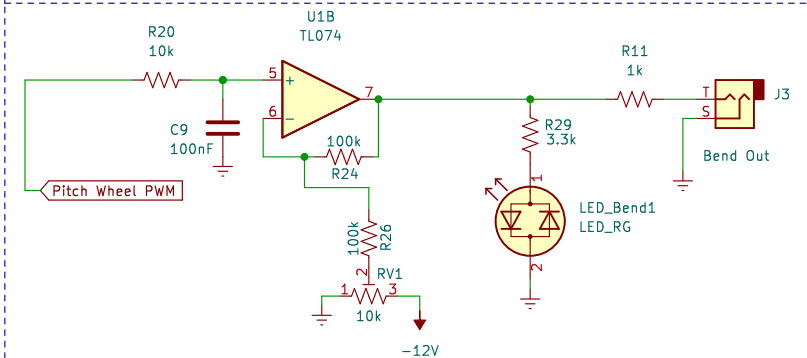 U1B
TL074
R20
10k
5
+
6
−
7
C9
100nF
100k
R24
Pitch Wheel PWM
100k
R26
2
RV1
1
3
10k
−12V
R11
1k
T
S
J3
Bend Out
R29
3.3k
1
LED_Bend1
LED_RG
2